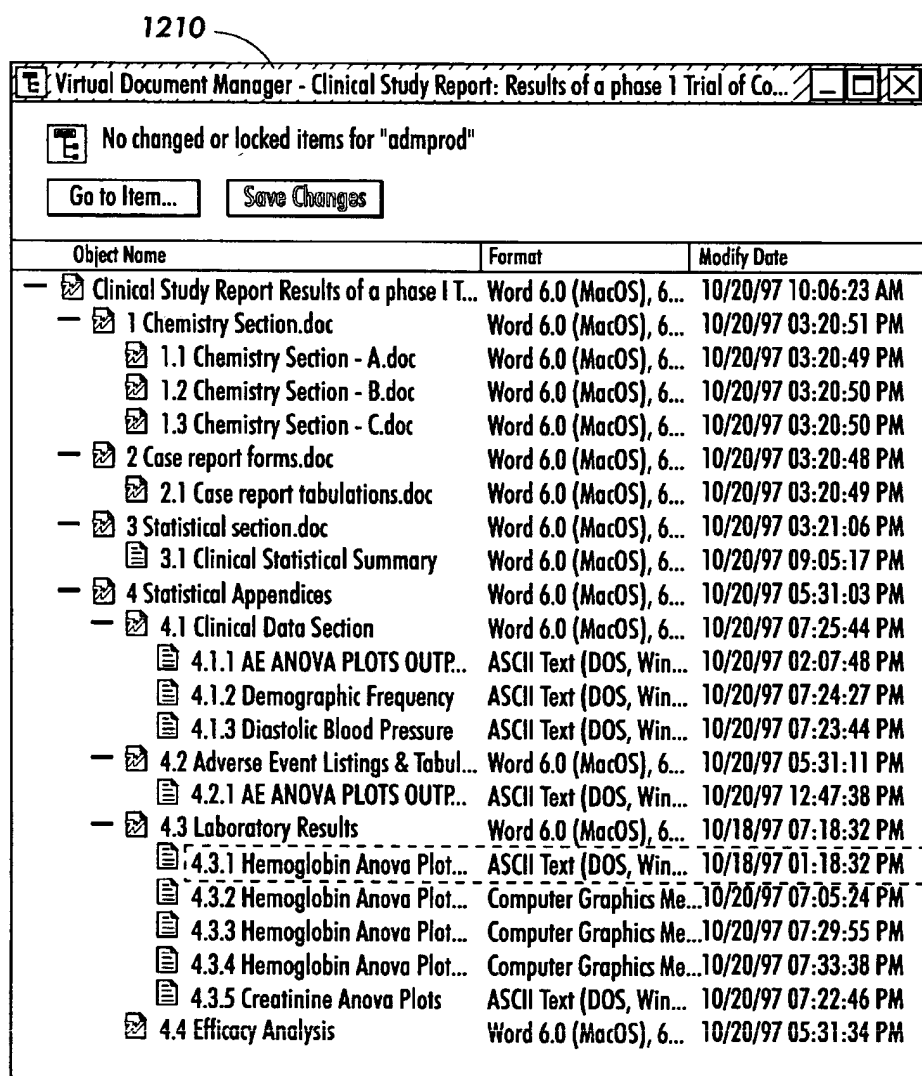 1210
Virtual Document Manager - Clinical Study Report: Results of a phase 1 Trial of Co...
No changed or locked items for "admprod"
Go to Item... Save Changes
Object Name Format Modify Date
Clinical Study Report Results of a phase I T... Word 6.0 (MacOS), 6... 10/20/97 10:06:23 AM
1 Chemistry Section.doc Word 6.0 (MacOS), 6... 10/20/97 03:20:51 PM
1.1 Chemistry Section - A.doc Word 6.0 (MacOS), 6... 10/20/97 03:20:49 PM
1.2 Chemistry Section - B.doc Word 6.0 (MacOS), 6... 10/20/97 03:20:50 PM
1.3 Chemistry Section - C.doc Word 6.0 (MacOS), 6... 10/20/97 03:20:50 PM
2 Case report forms.doc Word 6.0 (MacOS), 6... 10/20/97 03:20:48 PM
2.1 Case report tabulations.doc Word 6.0 (MacOS), 6... 10/20/97 03:20:49 PM
3 Statistical section.doc Word 6.0 (MacOS), 6... 10/20/97 03:21:06 PM
3.1 Clinical Statistical Summary Word 6.0 (MacOS), 6... 10/20/97 09:05:17 PM
4 Statistical Appendices Word 6.0 (MacOS), 6... 10/20/97 05:31:03 PM
4.1 Clinical Data Section Word 6.0 (MacOS), 6... 10/20/97 07:25:44 PM
4.1.1 AE ANOVA PLOTS OUTP... ASCII Text (DOS, Win... 10/20/97 02:07:48 PM
4.1.2 Demographic Frequency ASCII Text (DOS, Win... 10/20/97 07:24:27 PM
4.1.3 Diastolic Blood Pressure ASCII Text (DOS, Win... 10/20/97 07:23:44 PM
4.2 Adverse Event Listings & Tabul... Word 6.0 (MacOS), 6... 10/20/97 05:31:11 PM
4.2.1 AE ANOVA PLOTS OUTP... ASCII Text (DOS, Win... 10/20/97 12:47:38 PM
4.3 Laboratory Results Word 6.0 (MacOS), 6... 10/18/97 07:18:32 PM
4.3.1 Hemoglobin Anova Plot... ASCII Text (DOS, Win... 10/18/97 01:18:32 PM
4.3.2 Hemoglobin Anova Plot... Computer Graphics Me... 10/20/97 07:05:24 PM
4.3.3 Hemoglobin Anova Plot... Computer Graphics Me... 10/20/97 07:29:55 PM
4.3.4 Hemoglobin Anova Plot... Computer Graphics Me... 10/20/97 07:33:38 PM
4.3.5 Creatinine Anova Plots ASCII Text (DOS, Win... 10/20/97 07:22:46 PM
4.4 Efficacy Analysis Word 6.0 (MacOS), 6... 10/20/97 05:31:34 PM